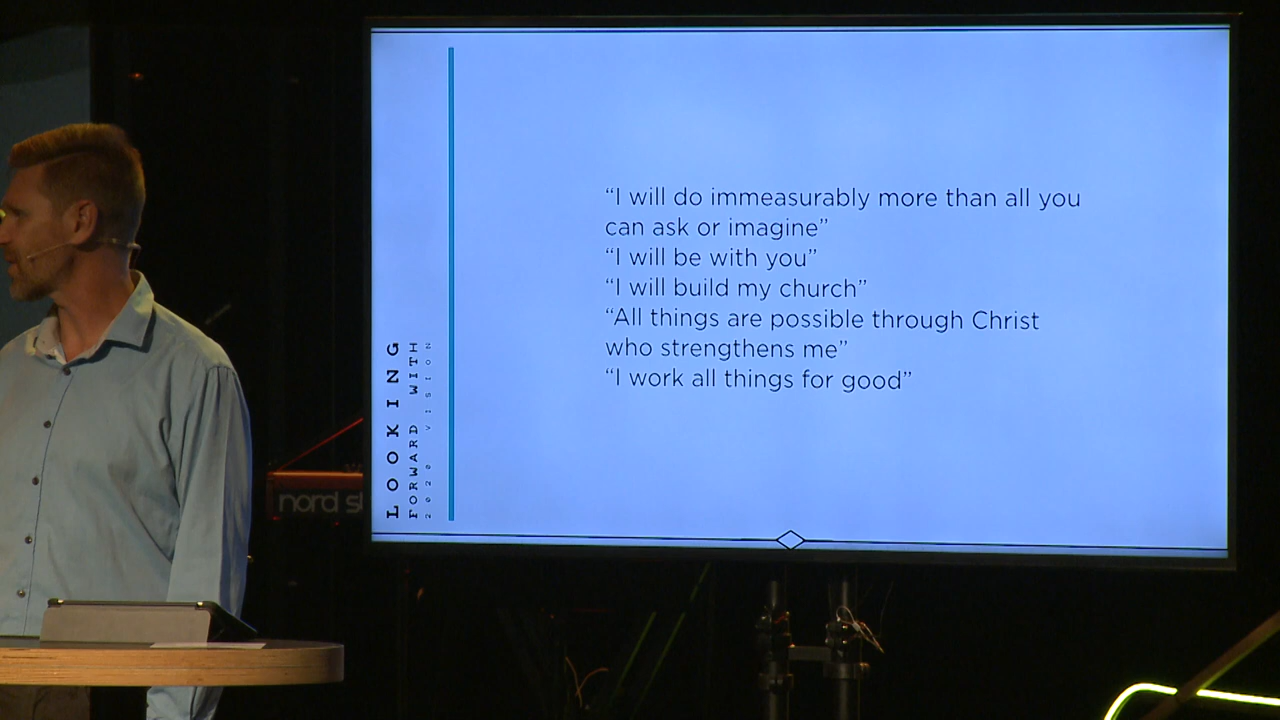 “I will do immeasurably more than all you
can ask or imagine”
“I will be with you”
“I will build my church”
“All things are possible through Christ
who strengthens me”
“I work all things for good”
LOOKING
FORWARD WITH
2020 VISION
nord